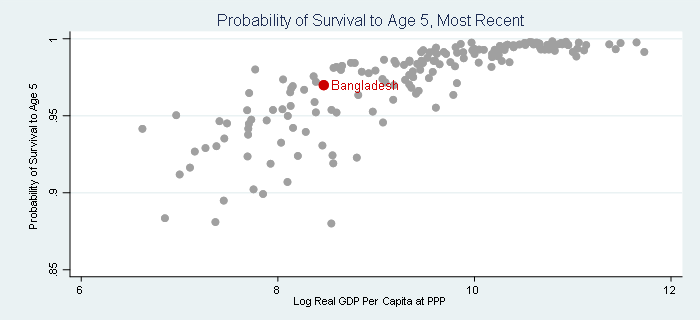 Probability of Survival to Age 5, Most Recent
Probability of Survival to Age 5
1
.95
.9
.85
Bangladesh
6 8 10 12
Log Real GDP Per Capita at PPP